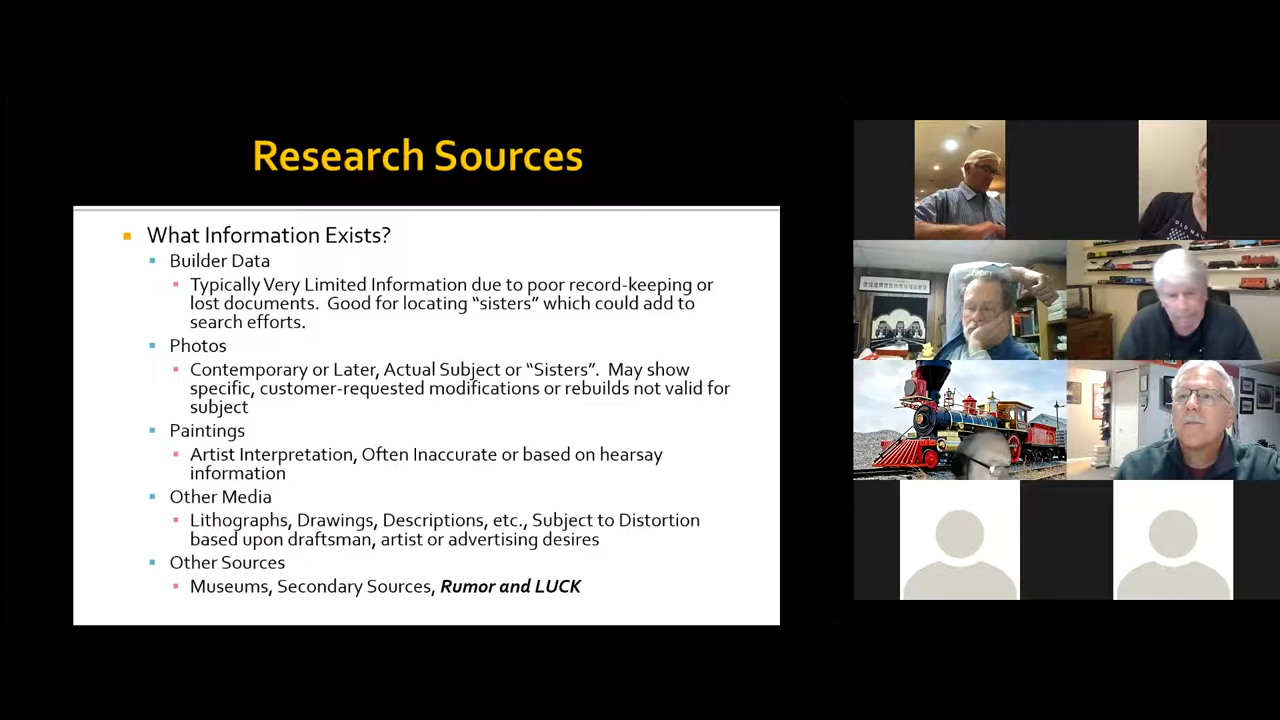 Research Sources
What Information Exists?
Builder Data
Typically Very Limited Information due to poor record-keeping or
lost documents.  Good for locating “sisters” which could add to
search efforts.
Photos
Contemporary or Later, Actual Subject or “Sisters”.  May show
specific, customer-requested modifications or rebuilds not valid for
subject
Paintings
Artist Interpretation, Often Inaccurate or based on hearsay
information
Other Media
Lithographs, Drawings, Descriptions, etc., Subject to Distortion
based upon draftsman, artist or advertising desires
Other Sources
Museums, Secondary Sources, Rumor and LUCK
OLD NAV